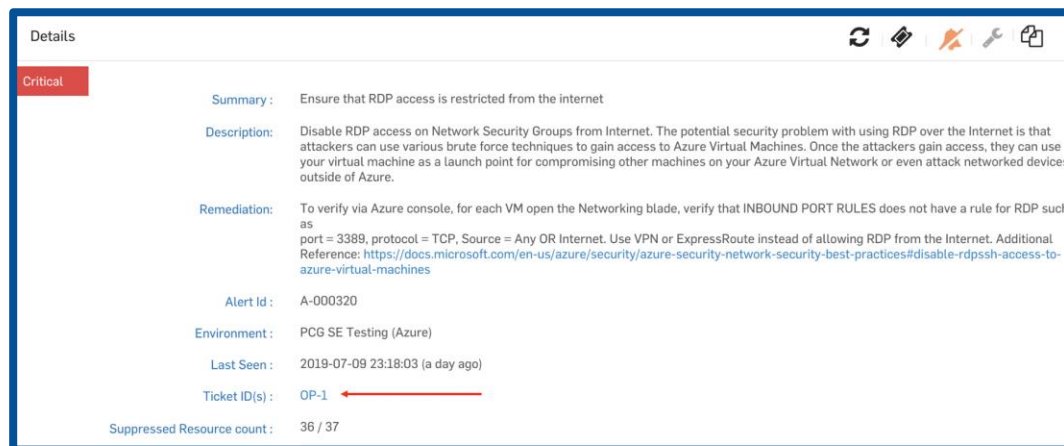 Details
Critical
Summary : Ensure that RDP access is restricted from the internet
Description: Disable RDP access on Network Security Groups from Internet. The potential security problem with using RDP over the Internet is that
attackers can use various brute force techniques to gain access to Azure Virtual Machines. Once the attackers gain access, they can use
your virtual machine as a launch point for compromising other machines on your Azure Virtual Network or even attack networked devices
outside of Azure.
Remediation: To verify via Azure console, for each VM open the Networking blade, verify that INBOUND PORT RULES does not have a rule for RDP such
as
port = 3389, protocol = TCP, Source = Any OR Internet. Use VPN or ExpressRoute instead of allowing RDP from the Internet. Additional
Reference: https://docs.microsoft.com/en-us/azure/security/azure-security-network-security-best-practices#disable-rdpssh-access-to-
azure-virtual-machines
Alert Id : A-000320
Environment : PCG SE Testing (Azure)
Last Seen : 2019-07-09 23:18:03 (a day ago)
Ticket ID(s) : OP-1
Suppressed Resource count : 36 / 37